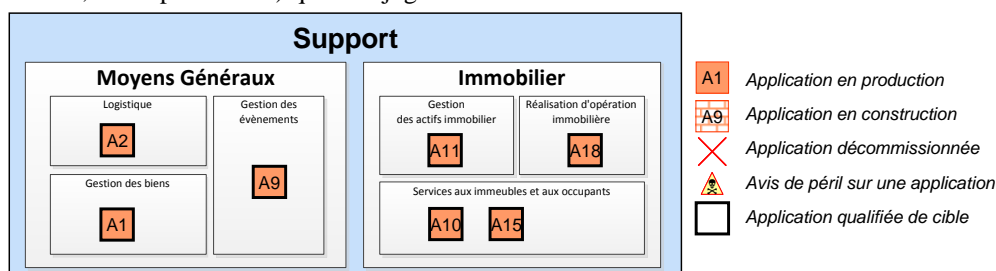 Support
Moyens Généraux
Logistique
A2
Gestion des biens
A1
Gestion des
évènements
A9
Immobilier
Gestion
des actifs immobilier
A11
Réalisation d'opération
immobilière
A18
Services aux immeubles et aux occupants
A10
A15
A1
Application en production
A9
Application en construction
Application décommissionnée
Avis de péril sur une application
Application qualifiée de cible